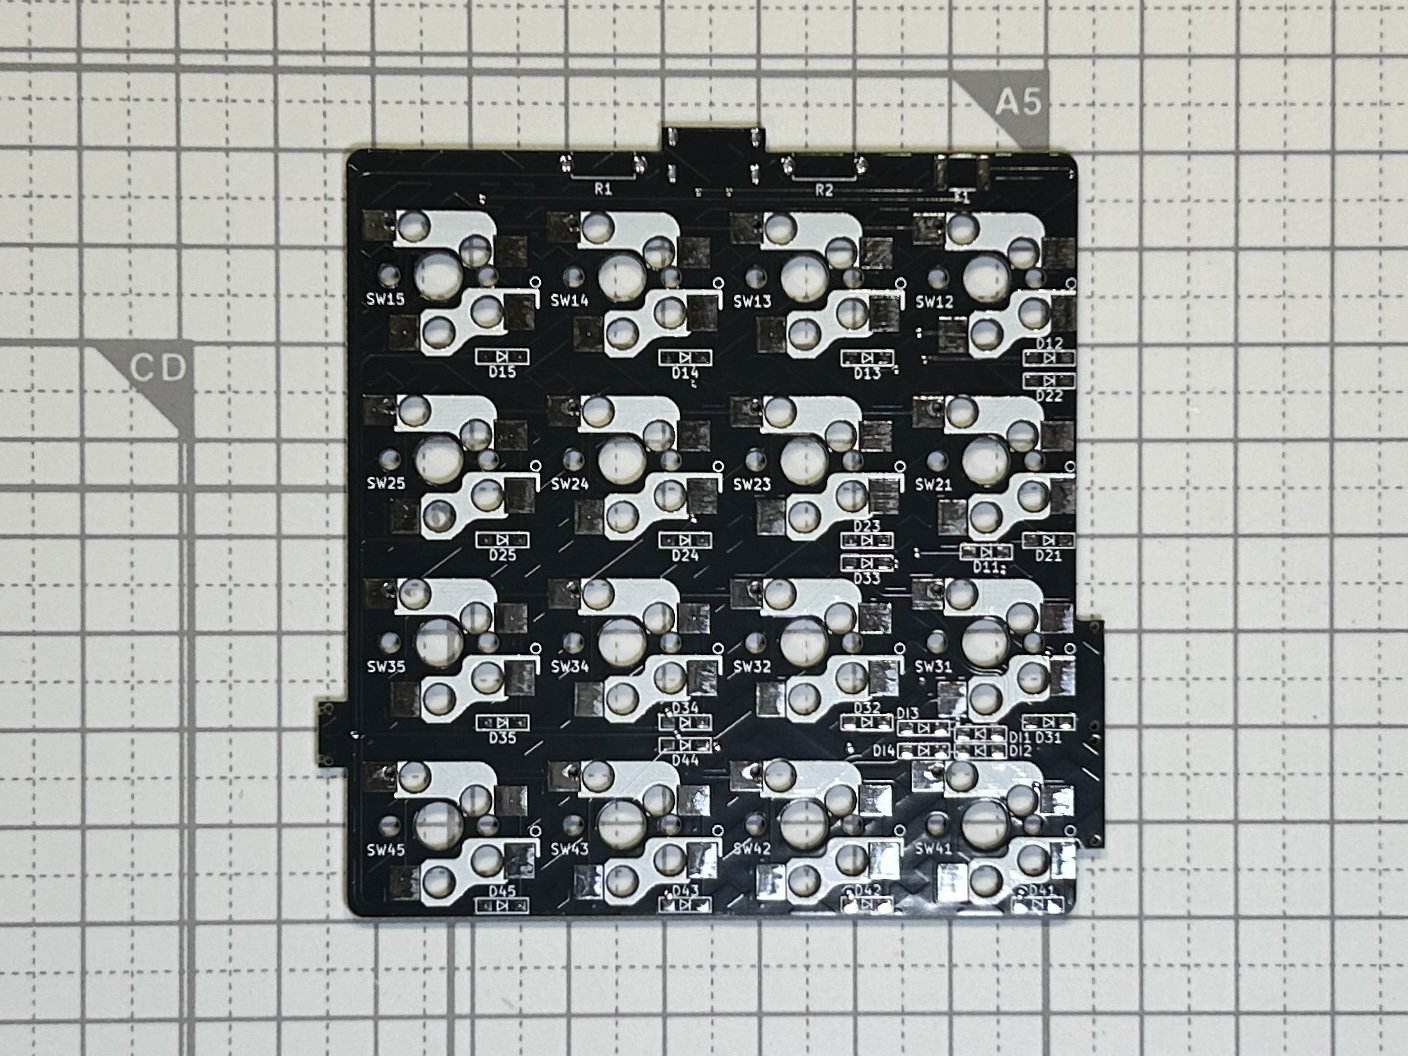 A5
CD
R1 R2 F1
SW15 SW14 SW13 SW12
D12
D15 D14 D13
D22
SW25 SW24 SW23 SW21
D23
D25 D24 D21
D11
D33
SW35 SW34 SW32 SW31
D34 D32 DI3
D35 DI1 D31
D44 DI4 DI2
SW45 SW43 SW42 SW41
D45 D43 D42 D41